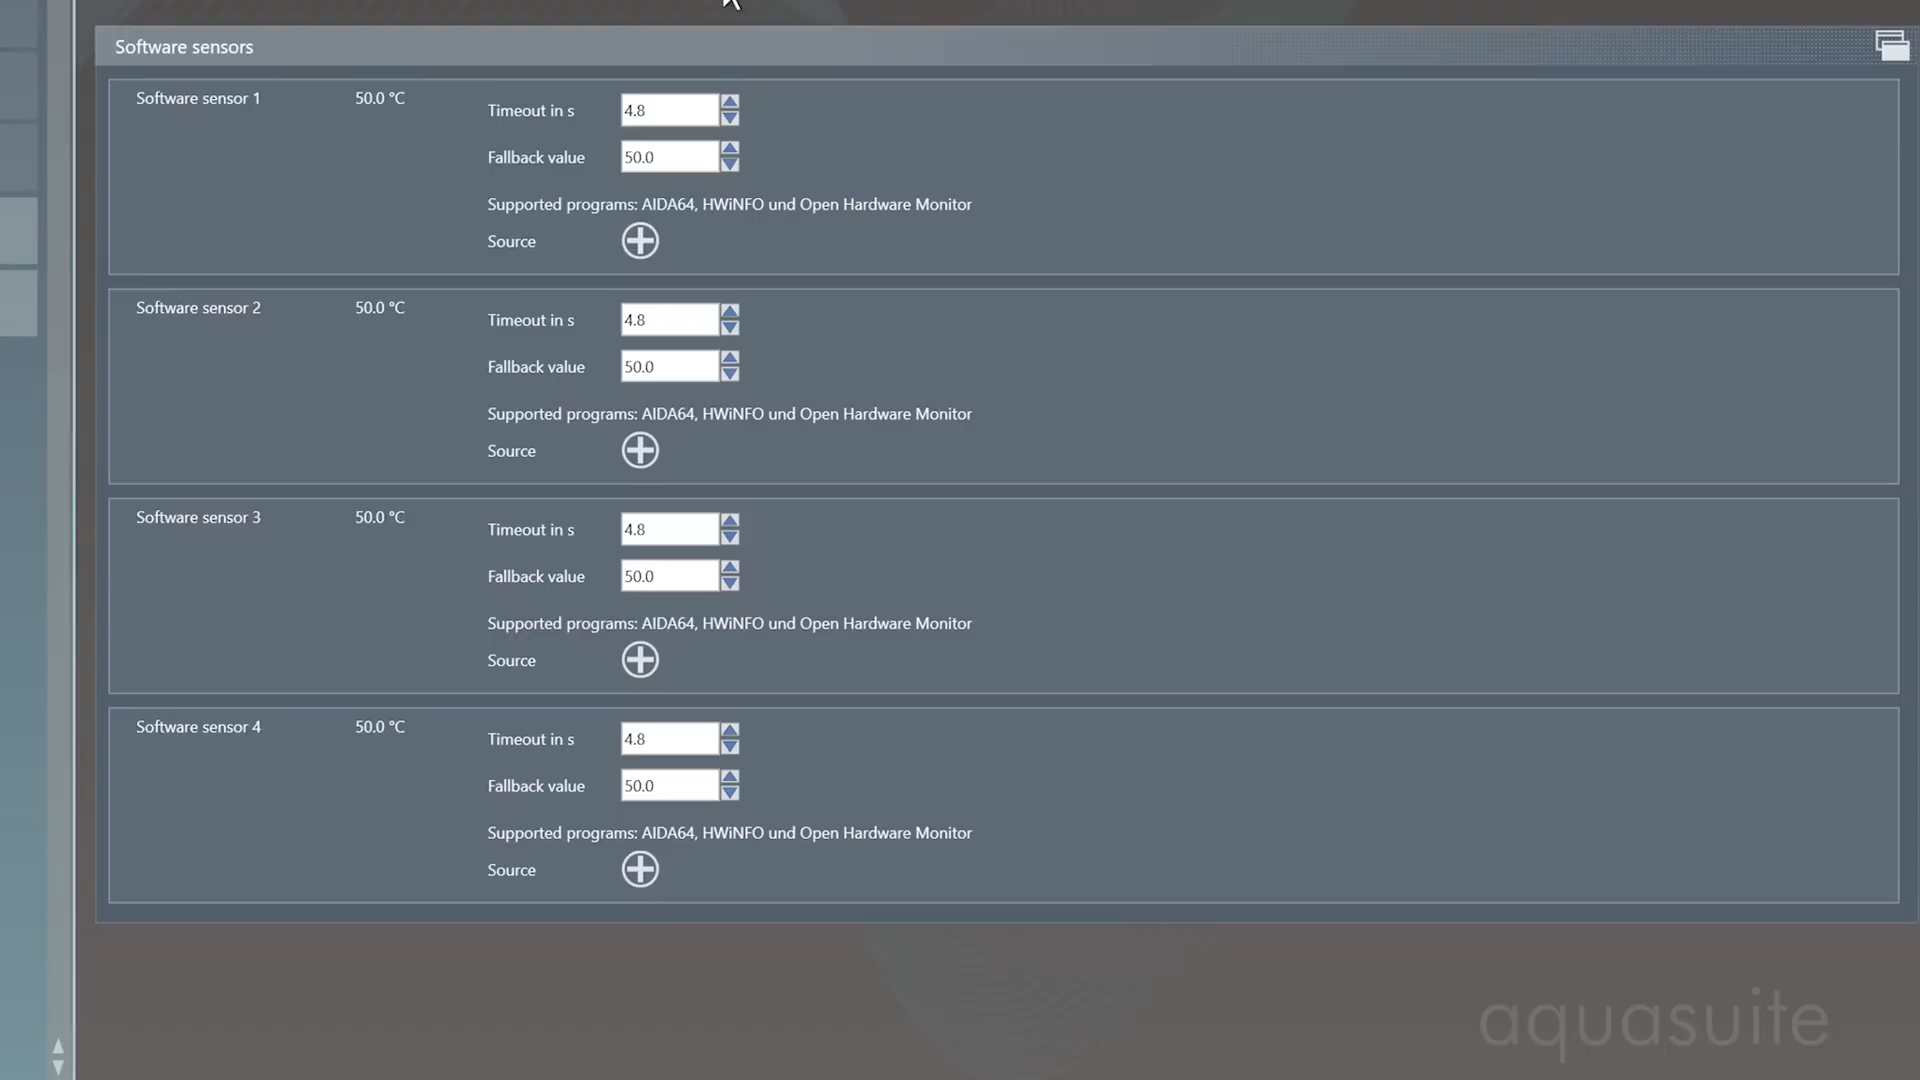 Software sensors
Software sensor 1 50.0 °C Timeout in s 4.8
Fallback value 50.0
Supported programs: AIDA64, HWiNFO und Open Hardware Monitor
Source
Software sensor 2 50.0 °C Timeout in s 4.8
Fallback value 50.0
Supported programs: AIDA64, HWiNFO und Open Hardware Monitor
Source
Software sensor 3 50.0 °C Timeout in s 4.8
Fallback value 50.0
Supported programs: AIDA64, HWiNFO und Open Hardware Monitor
Source
Software sensor 4 50.0 °C Timeout in s 4.8
Fallback value 50.0
Supported programs: AIDA64, HWiNFO und Open Hardware Monitor
Source
aquasuite